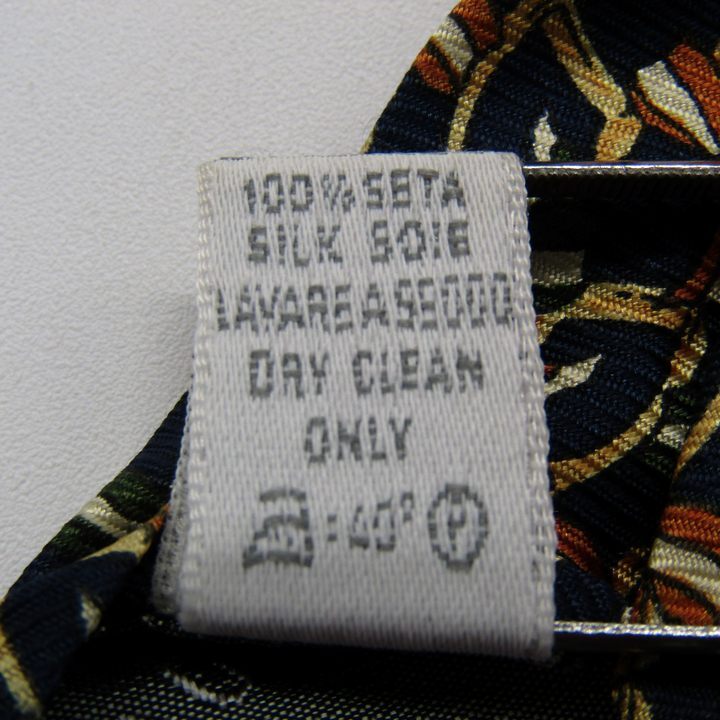 100% SETA
SILK SOIE
LAVARE A SECCO
DRY CLEAN
ONLY
: 40° P